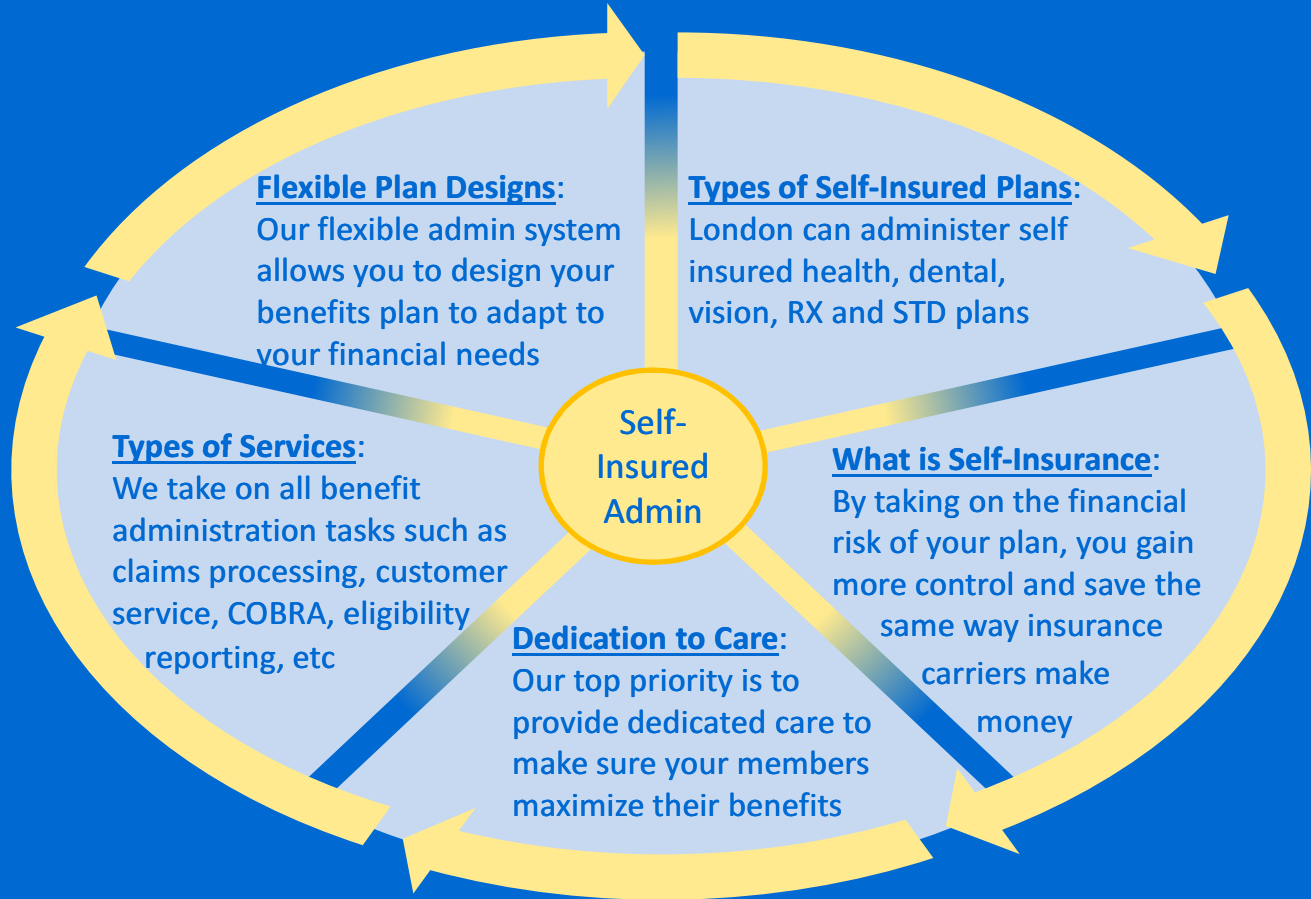 Flexible Plan Designs:
Our flexible admin system
allows you to design your
benefits plan to adapt to
your financial needs
Types of Self-Insured Plans:
London can administer self
insured health, dental,
vision, RX and STD plans
Self-
Insured
Admin
Types of Services:
We take on all benefit
administration tasks such as
claims processing, customer
service, COBRA, eligibility
reporting, etc
What is Self-Insurance:
By taking on the financial
risk of your plan, you gain
more control and save the
same way insurance
carriers make
money
Dedication to Care:
Our top priority is to
provide dedicated care to
make sure your members
maximize their benefits